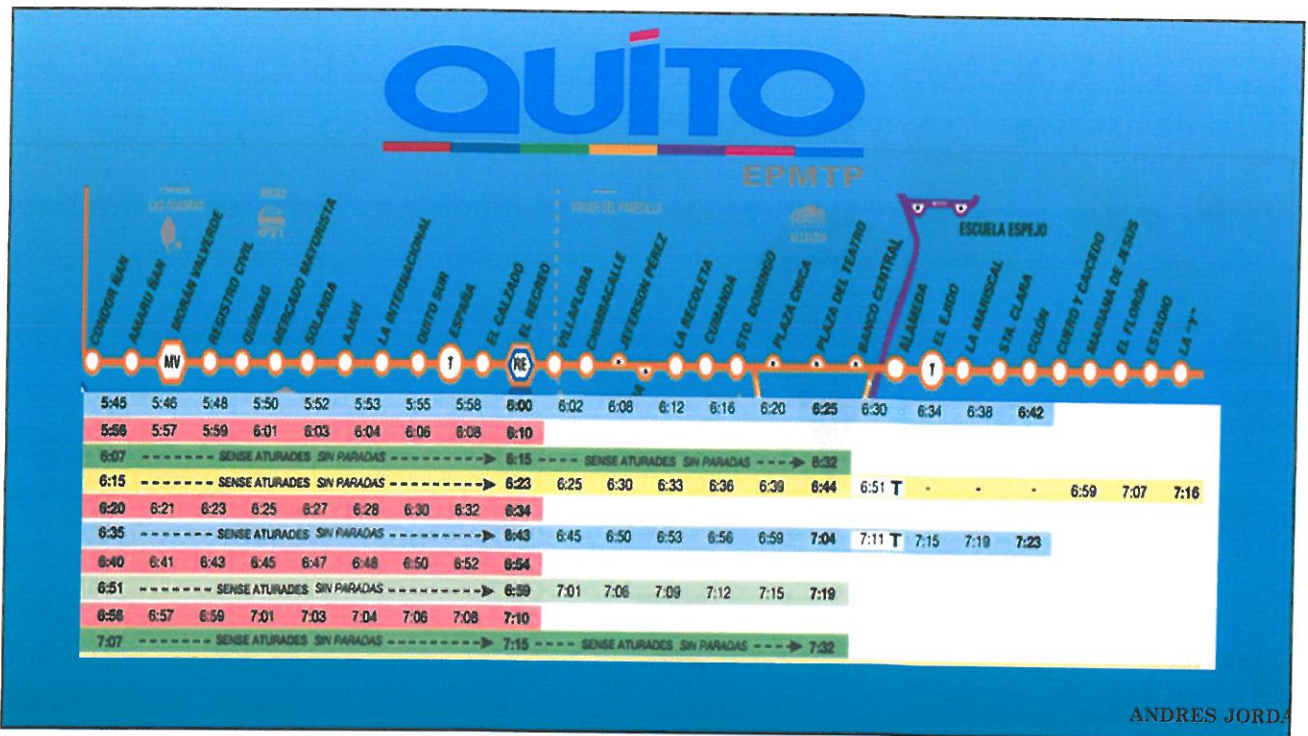 QUITO
EPMTP
LAS CUADRAS
VIRGEN DEL PANECILLO
ESCUELA ESPEJO
CONDOR ÑAN
AMARU ÑAN
MORÁN VALVERDE
REGISTRO CIVIL
QUIMIAG
MERCADO MAYORISTA
SOLANDA
AJAVÍ
LA INTERNACIONAL
QUITO SUR
ESPAÑA
EL CALZADO
EL RECREO
VILLAFLORA
CHIMBACALLE
JEFERSON PÉREZ
LA RECOLETA
CUMANDA
STO. DOMINGO
PLAZA CHICA
PLAZA DEL TEATRO
BANCO CENTRAL
ALAMEDA
EL EJIDO
LA MARISCAL
STA. CLARA
COLÓN
CUERO Y CAICEDO
MARIANA DE JESUS
EL FLORÓN
ESTADIO
LA "Y"
MV T RE T
5:45 5:46 5:48 5:50 5:52 5:53 5:55 5:58 6:00 6:02 6:08 6:12 6:16 6:20 6:25 6:30 6:34 6:38 6:42
5:56 5:57 5:59 6:01 6:03 6:04 6:06 6:08 6:10
6:07 SENSE ATURADES SIN PARADAS 6:15 SENSE ATURADES SIN PARADAS 6:32
6:15 SENSE ATURADES SIN PARADAS 6:23 6:25 6:30 6:33 6:36 6:39 6:44 6:51 T - - - 6:59 7:07 7:16
6:20 6:21 6:23 6:25 6:27 6:28 6:30 6:32 6:34
6:35 SENSE ATURADES SIN PARADAS 6:43 6:45 6:50 6:53 6:56 6:59 7:04 7:11 T 7:15 7:19 7:23
6:40 6:41 6:43 6:45 6:47 6:48 6:50 6:52 6:54
6:51 SENSE ATURADES SIN PARADAS 6:59 7:01 7:06 7:09 7:12 7:15 7:19
6:56 6:57 6:59 7:01 7:03 7:04 7:06 7:08 7:10
7:07 SENSE ATURADES SIN PARADAS 7:15 SENSE ATURADES SIN PARADAS 7:32
ANDRES JORDA